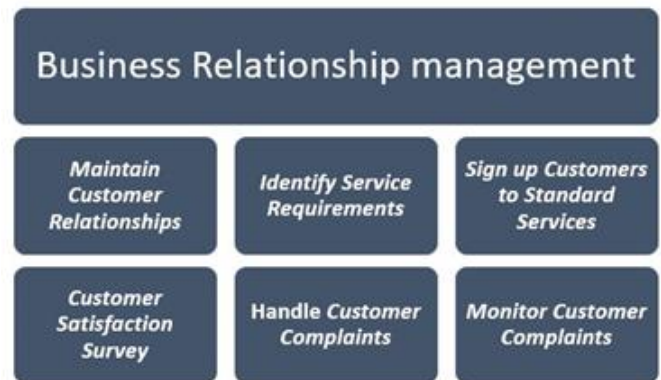 Business Relationship management
Maintain
Customer
Relationships
Identify Service
Requirements
Sign up Customers
to Standard
Services
Customer
Satisfaction
Survey
Handle Customer
Complaints
Monitor Customer
Complaints